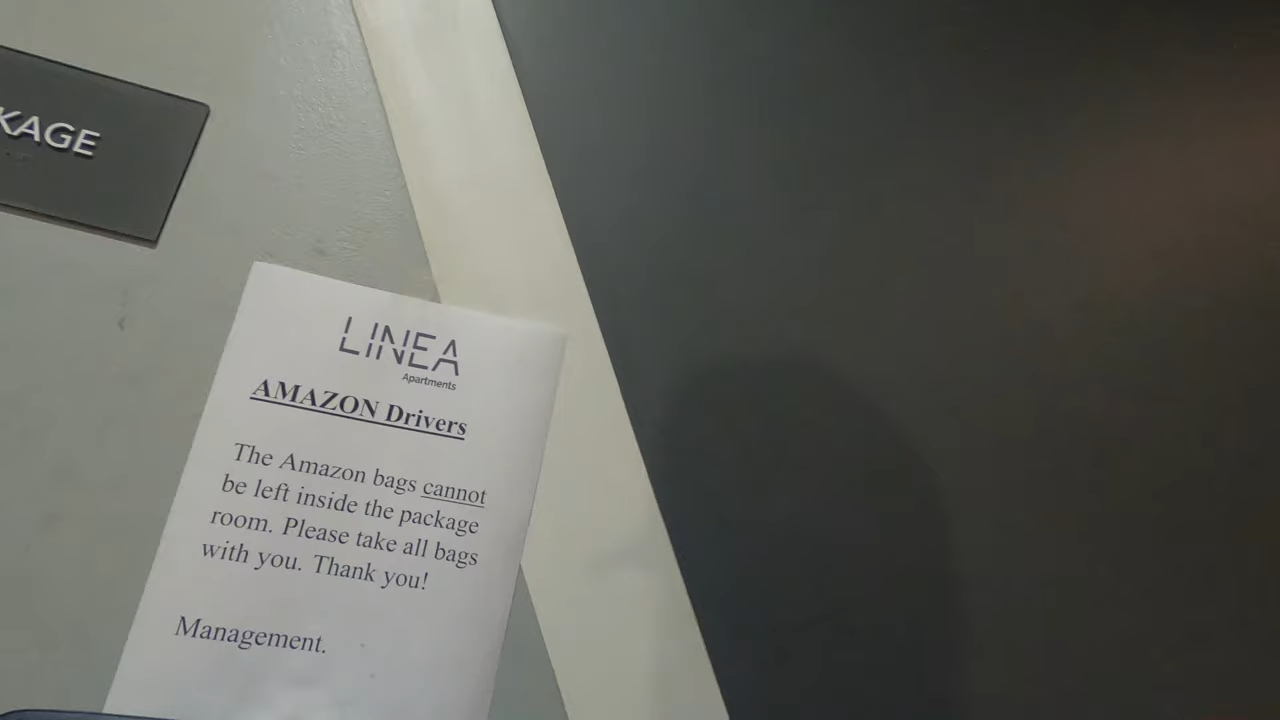 KAGE
LINEA
Apartments
AMAZON Drivers
The Amazon bags cannot
be left inside the package
room. Please take all bags
with you. Thank you!
Management.